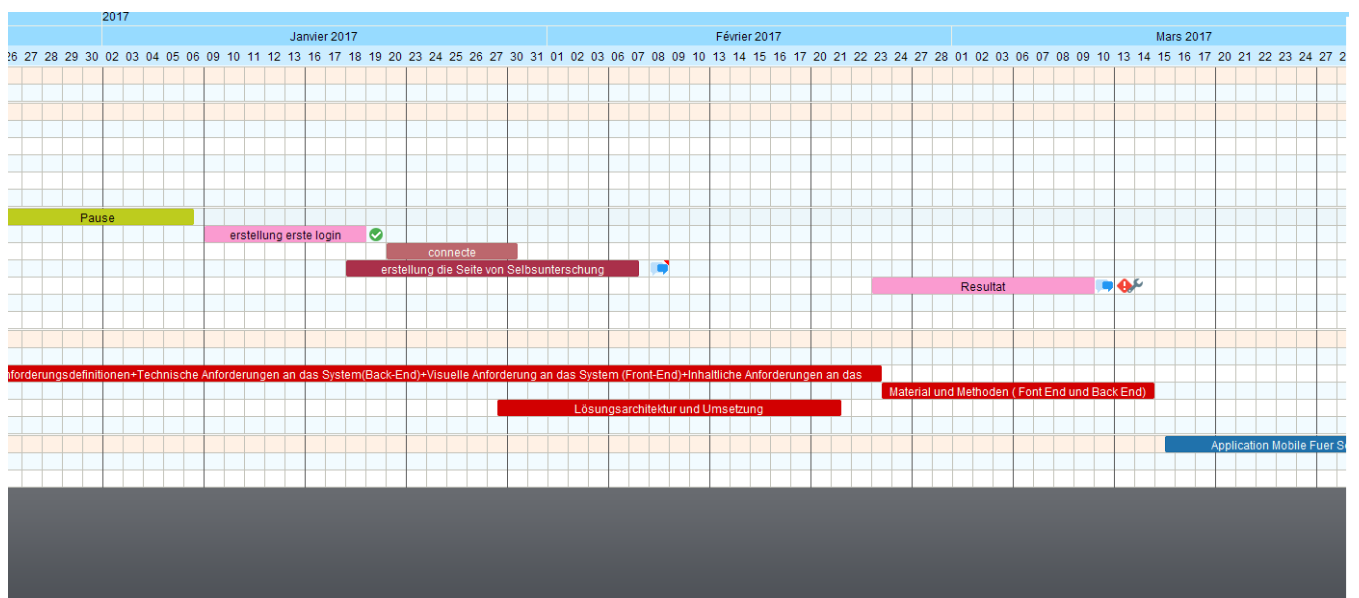 2017
Janvier 2017 Février 2017 Mars 2017
26 27 28 29 30 02 03 04 05 06 09 10 11 12 13 16 17 18 19 20 23 24 25 26 27 30 31 01 02 03 06 07 08 09 10 13 14 15 16 17 20 21 22 23 24 27 28 01 02 03 06 07 08 09 10 13 14 15 16 17 20 21 22 23 24 27
Pause
erstellung erste login
connecte
erstellung die Seite von Selbsunterschung
Resultat
nforderungsdefinitionen+Technische Anforderungen an das System(Back-End)+Visuelle Anforderung an das System (Front-End)+Inhaltliche Anforderungen an das
Material und Methoden ( Font End und Back End)
Lösungsarchitektur und Umsetzung
Application Mobile Fuer